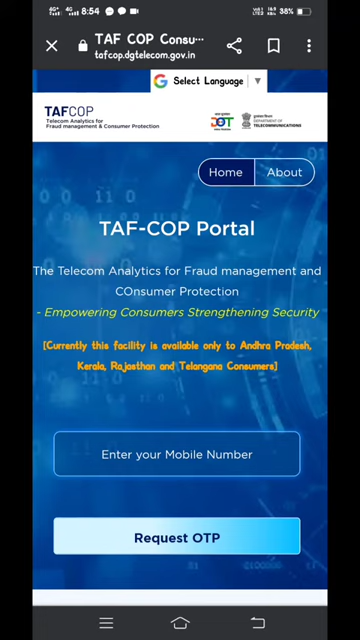 8:54
38%
TAF COP Consu...
tafcop.dgtelecom.gov.in
Select Language
TAFCOP
Telecom Analytics for
Fraud management & Consumer Protection
DEPARTMENT OF
TELECOMMUNICATIONS
Home
About
TAF-COP Portal
The Telecom Analytics for Fraud management and
COnsumer Protection
- Empowering Consumers Strengthening Security
[Currently this facility is available only to Andhra Pradesh,
Kerala, Rajasthan and Telangana Consumers]
Enter your Mobile Number
Request OTP